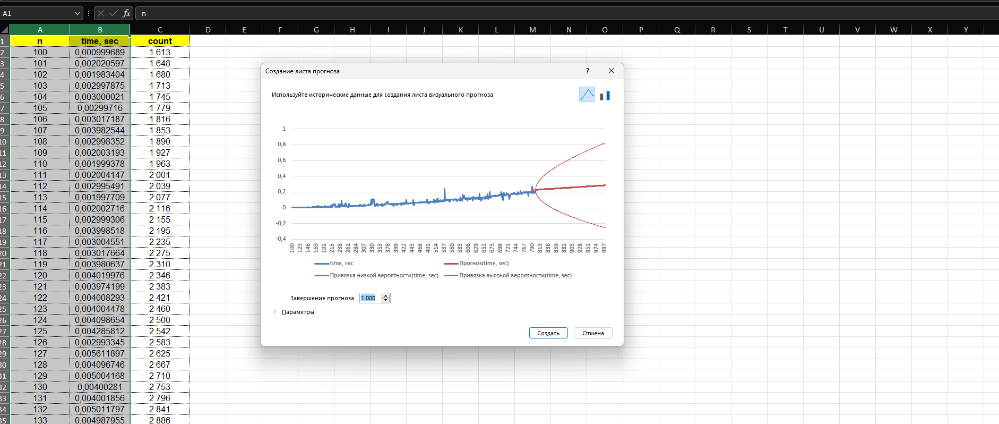 A1 fx n
A B C D E F G H I J K L M N O P Q R S T U V W X Y
1 n time, sec count
2 100 0,000999689 1 613
3 101 0,002020597 1 648
4 102 0,001983404 1 680
5 103 0,002997875 1 713
6 104 0,003000021 1 745
7 105 0,00299716 1 779
8 106 0,003017187 1 816
9 107 0,003982544 1 853
10 108 0,002998352 1 890
11 109 0,002003193 1 927
12 110 0,001999378 1 963
13 111 0,002004147 2 001
14 112 0,002995491 2 039
15 113 0,001997709 2 077
16 114 0,002002716 2 116
17 115 0,002999306 2 155
18 116 0,003998518 2 195
19 117 0,003004551 2 235
20 118 0,003017664 2 275
21 119 0,003980637 2 310
22 120 0,004019976 2 346
23 121 0,003974199 2 383
24 122 0,004008293 2 421
25 123 0,004004478 2 460
26 124 0,004098654 2 500
27 125 0,004285812 2 542
28 126 0,002993345 2 583
29 127 0,005611897 2 625
30 128 0,004096746 2 667
31 129 0,005004168 2 710
32 130 0,00400281 2 753
33 131 0,004001856 2 796
34 132 0,005011797 2 841
35 133 0,004987955 2 886
Создание листа прогноза ?
Используйте исторические данные для создания листа визуального прогноза
1
0,8
0,6
0,4
0,2
0
-0,2
-0,4
100 123 146 169 192 215 238 261 284 307 330 353 376 399 422 445 468 491 514 537 560 583 606 629 652 675 698 721 744 767 790 813 836 859 882 905 928 951 974 997
time, sec Прогноз(time, sec)
Привязка низкой вероятности(time, sec) Привязка высокой вероятности(time, sec)
Завершение прогноза 1 000
Параметры
Создать Отмена